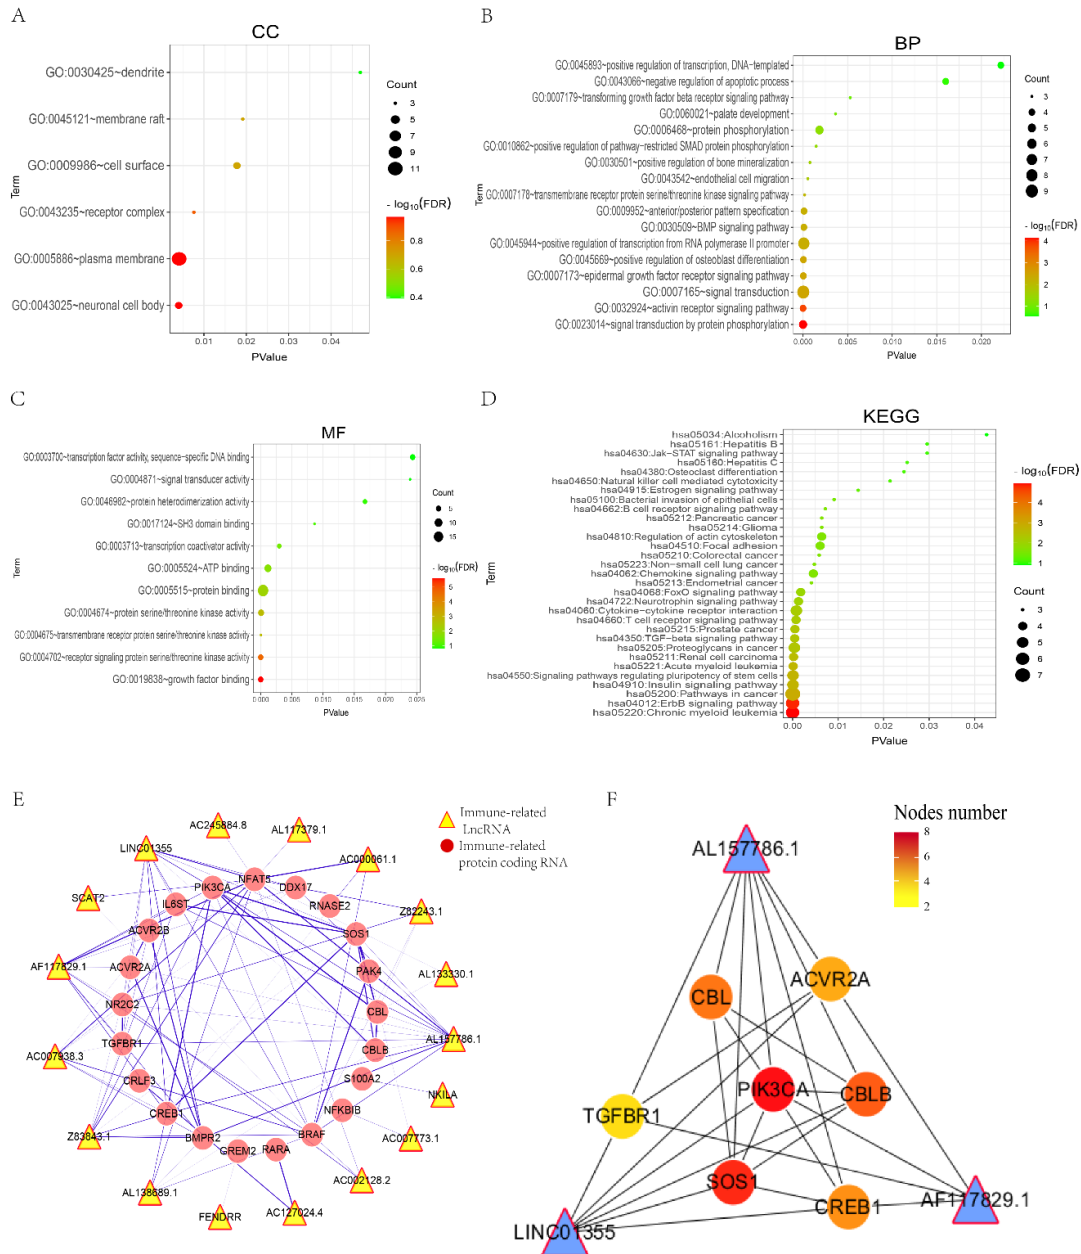 A
CC
GO:0030425~dendrite
GO:0045121~membrane raft
GO:0009986~cell surface
GO:0043235~receptor complex
GO:0005886~plasma membrane
GO:0043025~neuronal cell body
Term
0.01 0.02 0.03 0.04
PValue
Count
3
5
7
9
11
- log10(FDR)
0.8
0.6
0.4
B
BP
GO:0045893~positive regulation of transcription, DNA-templated
GO:0043066~negative regulation of apoptotic process
GO:0007179~transforming growth factor beta receptor signaling pathway
GO:0060021~palate development
GO:0006468~protein phosphorylation
GO:0010862~positive regulation of pathway-restricted SMAD protein phosphorylation
GO:0030501~positive regulation of bone mineralization
GO:0043542~endothelial cell migration
GO:0007178~transmembrane receptor protein serine/threonine kinase signaling pathway
GO:0009952~anterior/posterior pattern specification
GO:0030509~BMP signaling pathway
GO:0045944~positive regulation of transcription from RNA polymerase II promoter
GO:0045669~positive regulation of osteoblast differentiation
GO:0007173~epidermal growth factor receptor signaling pathway
GO:0007165~signal transduction
GO:0032924~activin receptor signaling pathway
GO:0023014~signal transduction by protein phosphorylation
Term
0.000 0.005 0.010 0.015 0.020
PValue
Count
3
4
5
6
7
8
9
- log10(FDR)
4
3
2
1
C
MF
GO:0003700~transcription factor activity, sequence-specific DNA binding
GO:0004871~signal transducer activity
GO:0046982~protein heterodimerization activity
GO:0017124~SH3 domain binding
GO:0003713~transcription coactivator activity
GO:0005524~ATP binding
GO:0005515~protein binding
GO:0004674~protein serine/threonine kinase activity
GO:0004675~transmembrane receptor protein serine/threonine kinase activity
GO:0004702~receptor signaling protein serine/threonine kinase activity
GO:0019838~growth factor binding
Term
0.000 0.005 0.010 0.015 0.020 0.025
PValue
Count
5
10
15
- log10(FDR)
5
4
3
2
1
D
KEGG
hsa05034:Alcoholism
hsa05161:Hepatitis B
hsa04630:Jak-STAT signaling pathway
hsa05160:Hepatitis C
hsa04380:Osteoclast differentiation
hsa04650:Natural killer cell mediated cytotoxicity
hsa04915:Estrogen signaling pathway
hsa05100:Bacterial invasion of epithelial cells
hsa04662:B cell receptor signaling pathway
hsa05212:Pancreatic cancer
hsa05214:Glioma
hsa04810:Regulation of actin cytoskeleton
hsa04510:Focal adhesion
hsa05210:Colorectal cancer
hsa05223:Non-small cell lung cancer
hsa04062:Chemokine signaling pathway
hsa05213:Endometrial cancer
hsa04068:FoxO signaling pathway
hsa04722:Neurotrophin signaling pathway
hsa04060:Cytokine-cytokine receptor interaction
hsa04660:T cell receptor signaling pathway
hsa05215:Prostate cancer
hsa04350:TGF-beta signaling pathway
hsa05205:Proteoglycans in cancer
hsa05211:Renal cell carcinoma
hsa05221:Acute myeloid leukemia
hsa04550:Signaling pathways regulating pluripotency of stem cells
hsa04910:Insulin signaling pathway
hsa05200:Pathways in cancer
hsa04012:ErbB signaling pathway
hsa05220:Chronic myeloid leukemia
Term
0.00 0.01 0.02 0.03 0.04
PValue
- log10(FDR)
4
3
2
1
Count
3
4
5
6
7
E
Immune-related
LncRNA
Immune-related
protein coding RNA
AC245884.8
AL117379.1
LINC01355
AC000061.1
SCAT2
Z82243.1
AF117829.1
AL133330.1
AC007938.3
AL157786.1
NKILA
Z83843.1
AC007773.1
AL138689.1
AC002128.2
FENDRR
AC127024.4
NFAT5
PIK3CA
DDX17
IL6ST
RNASE2
ACVR2B
SOS1
ACVR2A
PAK4
NR2C2
CBL
TGFBR1
CBLB
CRLF3
S100A2
CREB1
NFKBIB
BMPR2
BRAF
GREM2
RARA
F
Nodes number
8
6
4
2
AL157786.1
CBL
ACVR2A
PIK3CA
CBLB
TGFBR1
SOS1
CREB1
AF117829.1
LINC01355